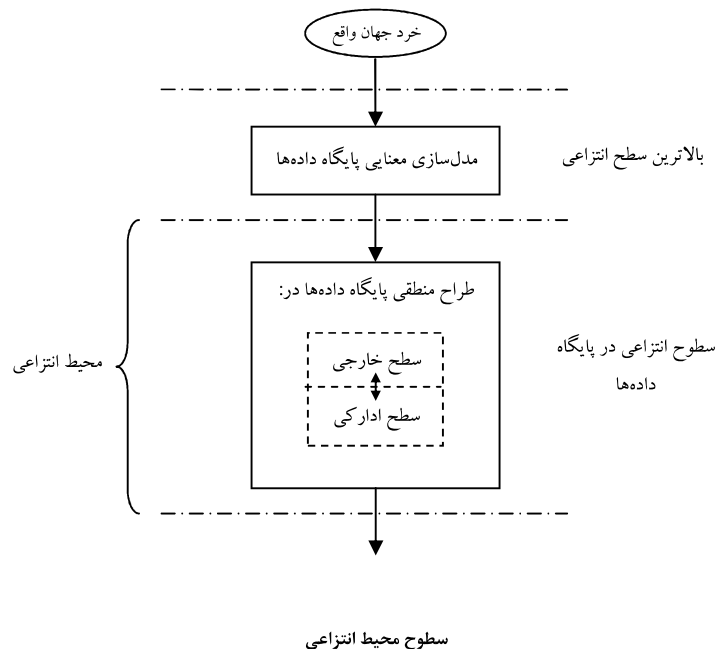 خرد جهان واقع
مدل‌سازی معنایی پایگاه داده‌ها
بالاترین سطح انتزاعی
طراح منطقی پایگاه داده‌ها در:
سطح خارجی
سطح ادارکی
سطوح انتزاعی در پایگاه
داده‌ها
محیط انتزاعی
سطوح محیط انتزاعی